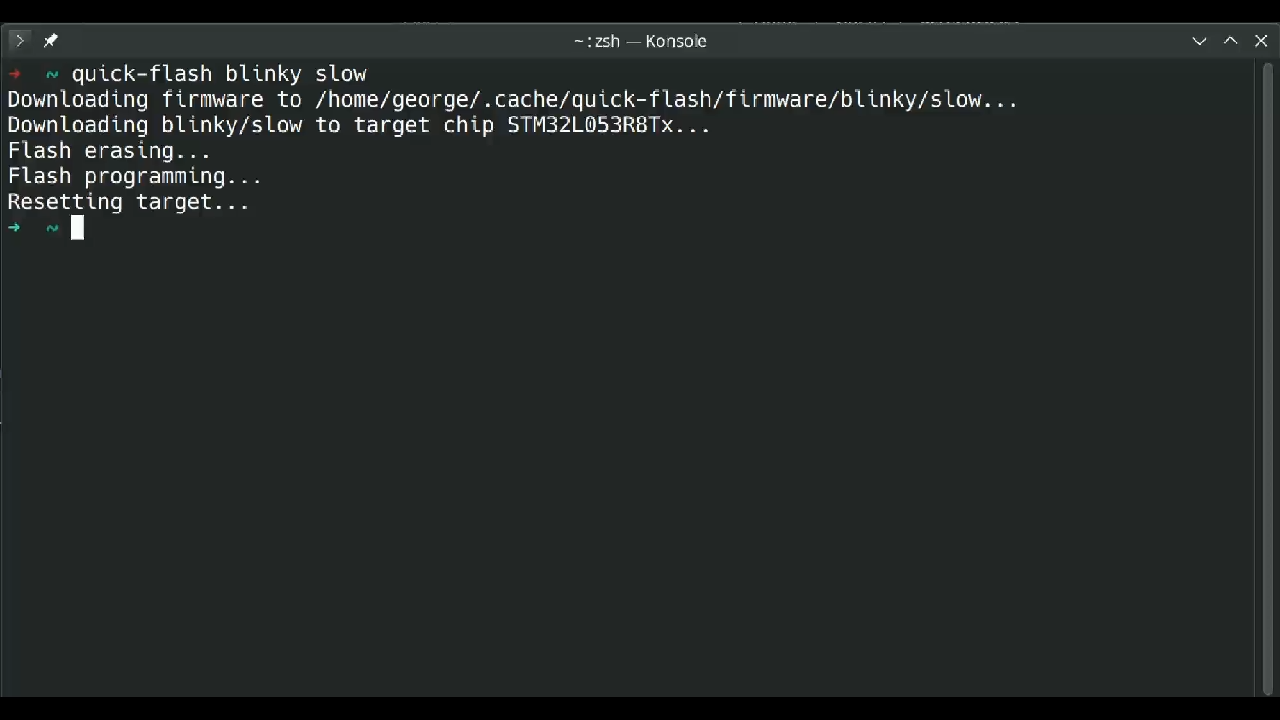 ~ : zsh — Konsole
➜ ~ quick-flash blinky slow
Downloading firmware to /home/george/.cache/quick-flash/firmware/blinky/slow...
Downloading blinky/slow to target chip STM32L053R8Tx...
Flash erasing...
Flash programming...
Resetting target...
➜ ~